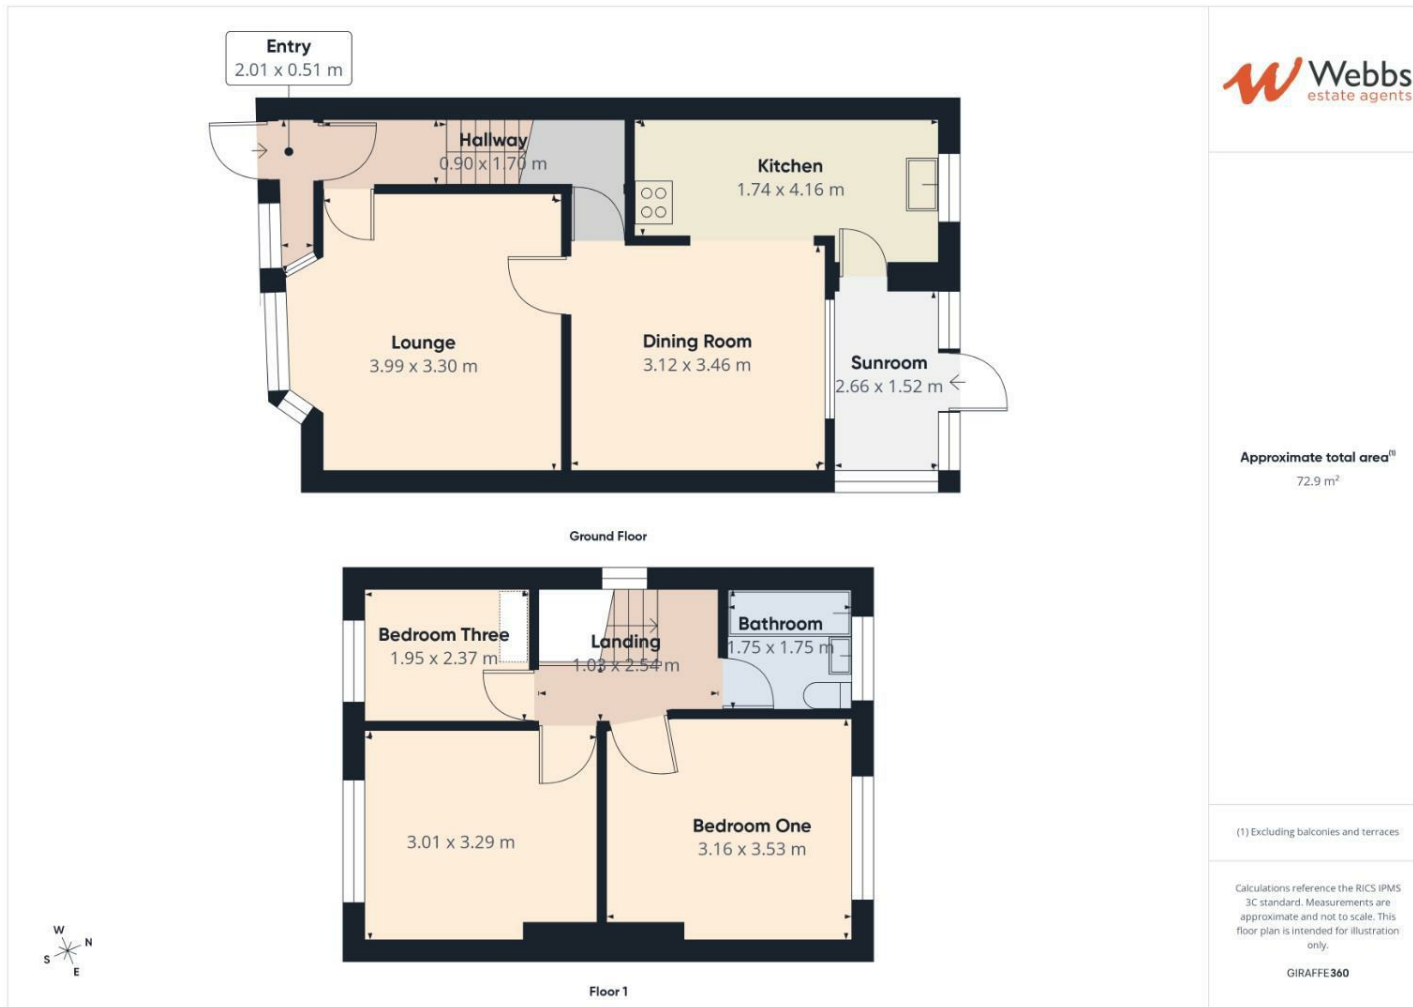 Entry
2.01 x 0.51 m
Hallway
0.90 x 1.70 m
Kitchen
1.74 x 4.16 m
Lounge
3.99 x 3.30 m
Dining Room
3.12 x 3.46 m
Sunroom
2.66 x 1.52 m
Ground Floor
Bedroom Three
1.95 x 2.37 m
Landing
1.03 x 2.54 m
Bathroom
1.75 x 1.75 m
3.01 x 3.29 m
Bedroom One
3.16 x 3.53 m
Floor 1
W
N
S
E
Webbs
estate agents
Approximate total area(1)
72.9 m²
(1) Excluding balconies and terraces
Calculations reference the RICS IPMS
3C standard. Measurements are
approximate and not to scale. This
floor plan is intended for illustration
only.
GIRAFFE360